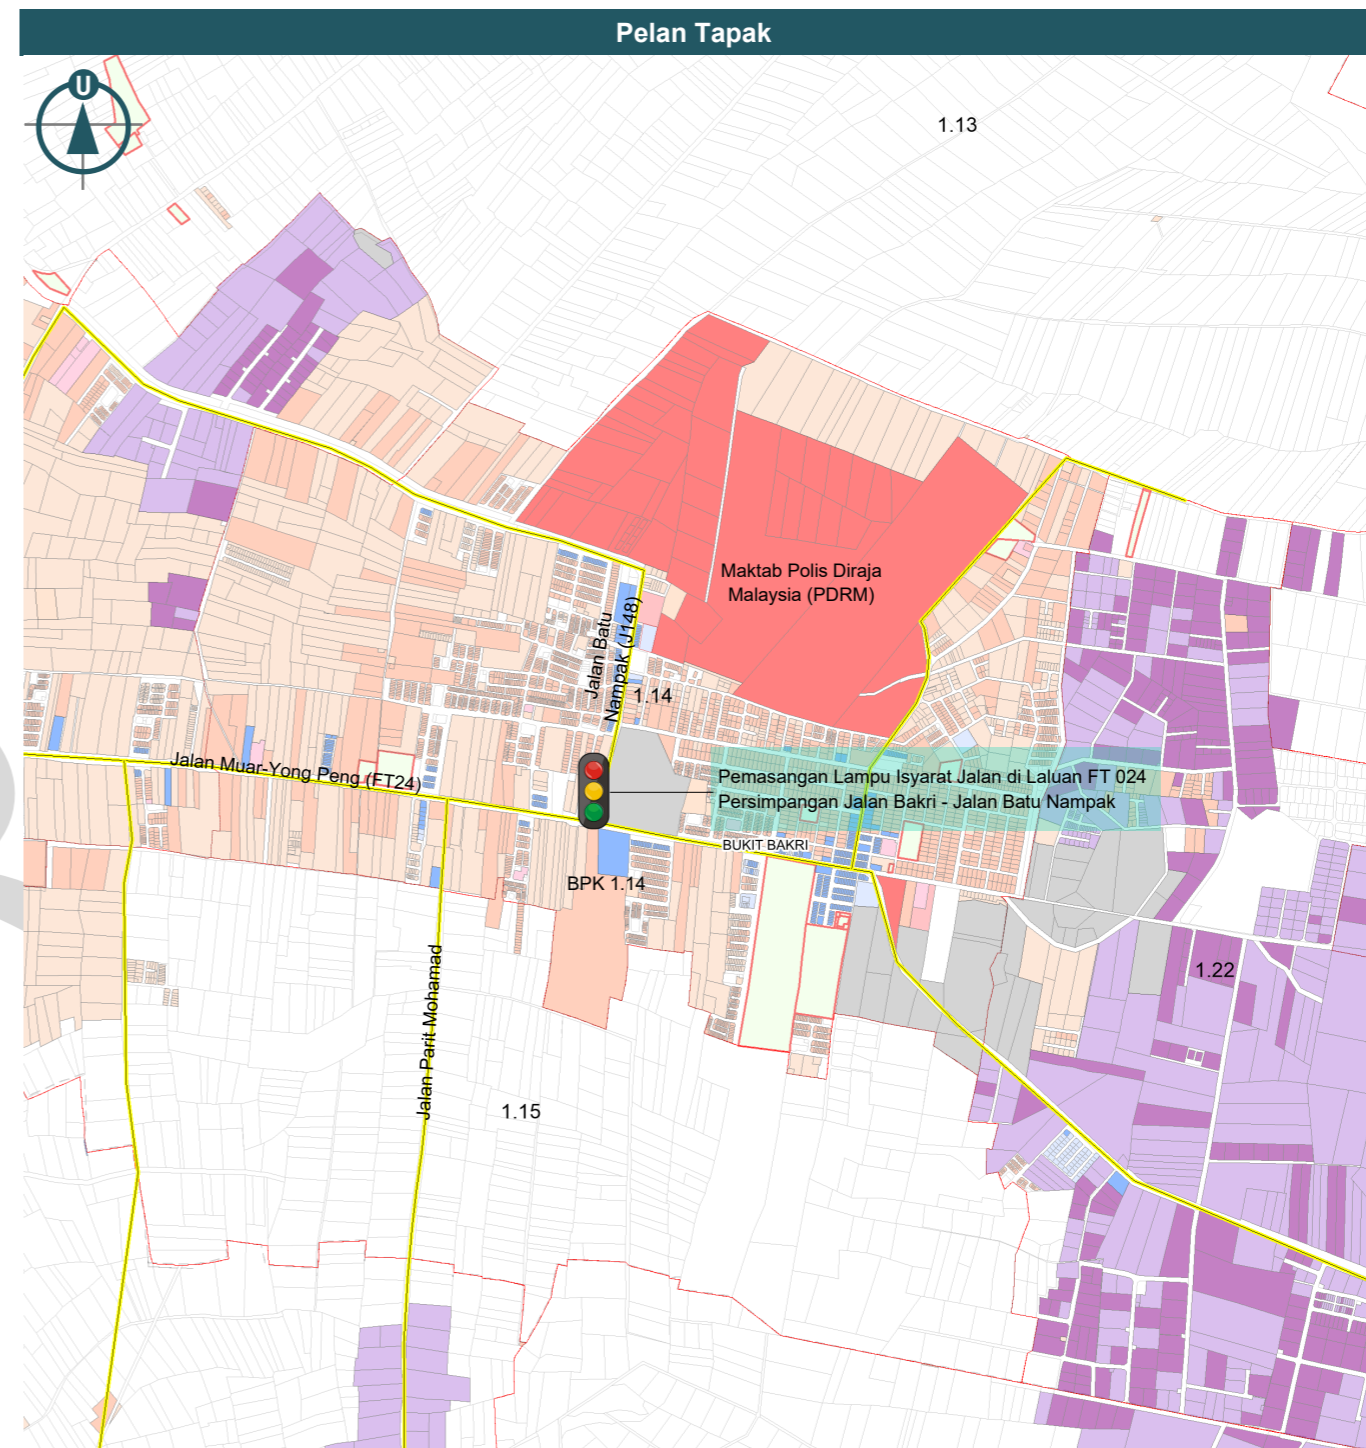 Pelan Tapak
U
1.13
Maktab Polis Diraja
Malaysia (PDRM)
Jalan Batu
Nampak (J148)
1.14
Jalan Muar-Yong Peng (FT24)
Pemasangan Lampu Isyarat Jalan di Laluan FT 024
Persimpangan Jalan Bakri - Jalan Batu Nampak
BUKIT BAKRI
BPK 1.14
1.22
Jalan Parit Mohamad
1.15